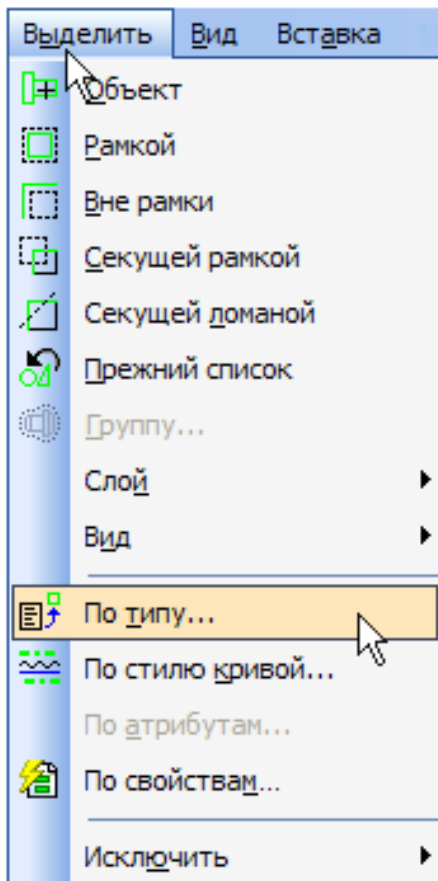 Выделить Вид Вставка
Объект
Рамкой
Вне рамки
Секущей рамкой
Секущей ломаной
Прежний список
Группу...
Слой
Вид
По типу...
По стилю кривой...
По атрибутам...
По свойствам...
Исключить